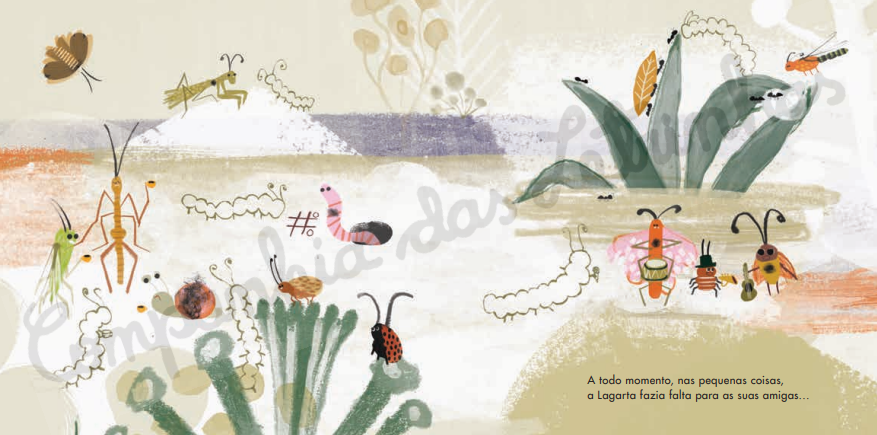 Companhia das Letrinhas
#
A todo momento, nas pequenas coisas,
a Lagarta fazia falta para as suas amigas...